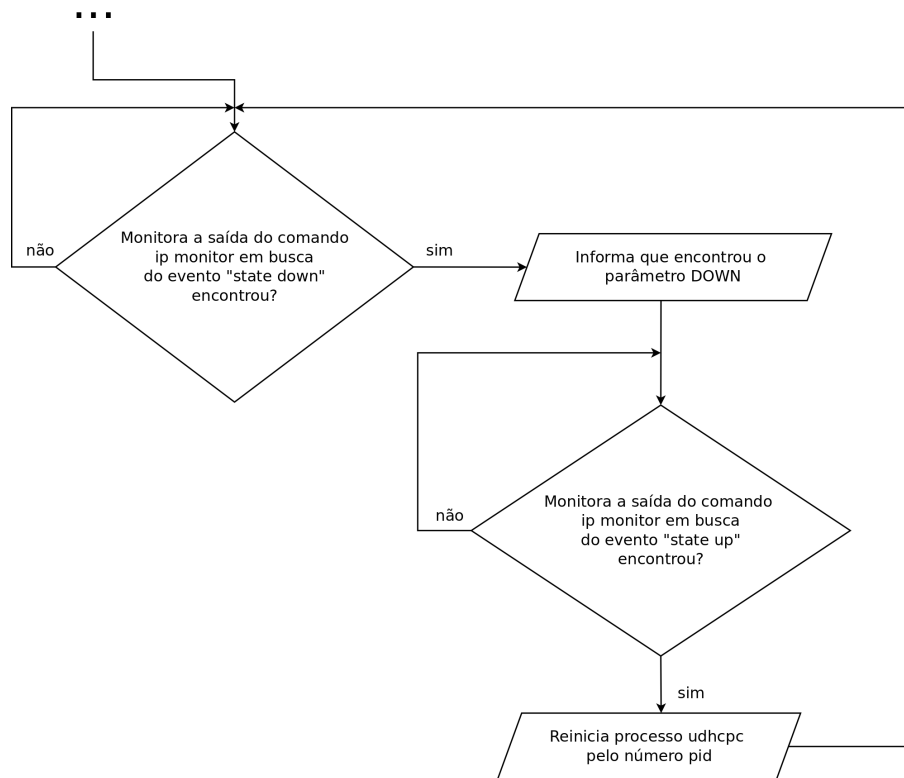 ...
Monitora a saída do comando
ip monitor em busca
do evento "state down"
encontrou?
não
sim
Informa que encontrou o
parâmetro DOWN
Monitora a saída do comando
ip monitor em busca
do evento "state up"
encontrou?
não
sim
Reinicia processo udhcpc
pelo número pid